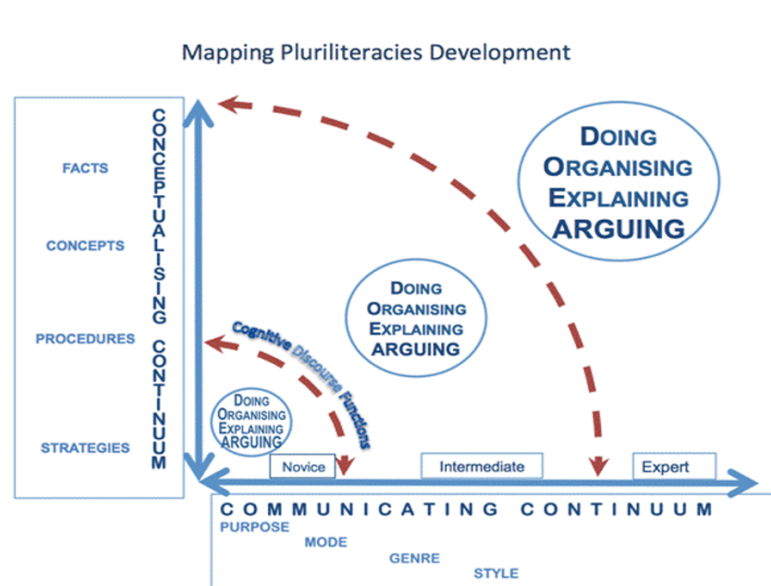 Mapping Pluriliteracies Development
CONCEPTUALISING CONTINUUM
FACTS
CONCEPTS
PROCEDURES
STRATEGIES
DOING
ORGANISING
EXPLAINING
ARGUING
DOING
ORGANISING
EXPLAINING
ARGUING
Cognitive Discourse Functions
DOING
ORGANISING
EXPLAINING
ARGUING
Novice
Intermediate
Expert
COMMUNICATING CONTINUUM
PURPOSE
MODE
GENRE
STYLE